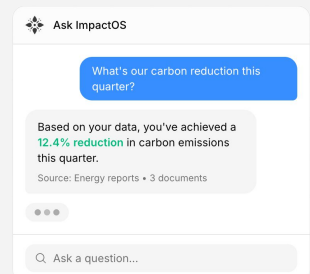 Ask ImpactOS
What's our carbon reduction this
quarter?
Based on your data, you've achieved a
12.4% reduction in carbon emissions
this quarter.
Source: Energy reports • 3 documents
Ask a question...